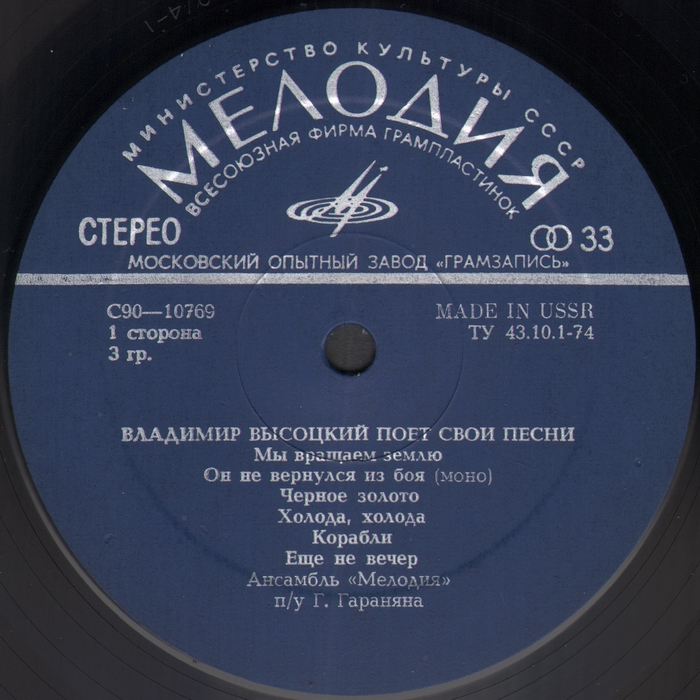 МИНИСТЕРСТВО КУЛЬТУРЫ СССР
МЕЛОДИЯ
ВСЕСОЮЗНАЯ ФИРМА ГРАМПЛАСТИНОК
СТЕРЕО
33
МОСКОВСКИЙ ОПЫТНЫЙ ЗАВОД «ГРАМЗАПИСЬ»
С90—10769
MADE IN USSR
1 сторона
ТУ 43.10.1-74
3 гр.
ВЛАДИМИР ВЫСОЦКИЙ ПОЕТ СВОИ ПЕСНИ
Мы вращаем землю
Он не вернулся из боя (моно)
Черное золото
Холода, холода
Корабли
Еще не вечер
Ансамбль «Мелодия»
п/у Г. Гараняна